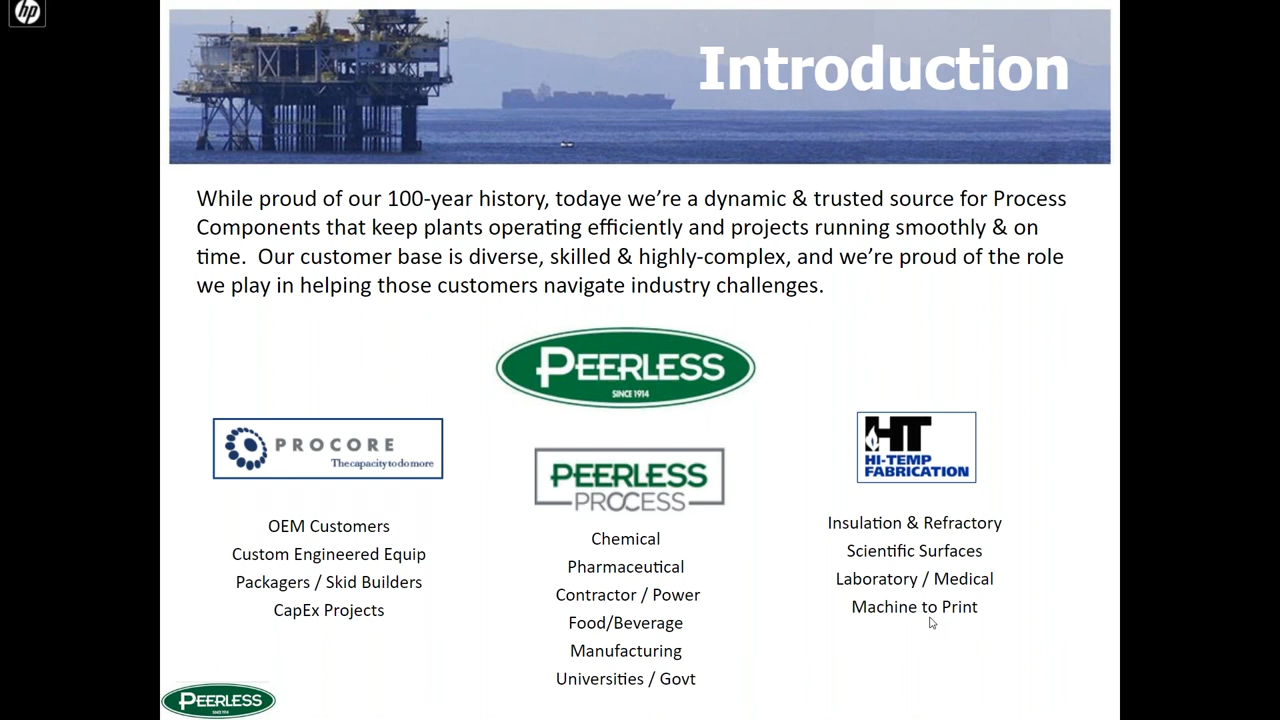 hp
Introduction
While proud of our 100-year history, todaye we're a dynamic & trusted source for Process
Components that keep plants operating efficiently and projects running smoothly & on
time.  Our customer base is diverse, skilled & highly-complex, and we're proud of the role
we play in helping those customers navigate industry challenges.
PEERLESS
SINCE 1914
PROCORE
The capacity to do more
OEM Customers
Custom Engineered Equip
Packagers / Skid Builders
CapEx Projects
PEERLESS
PROCESS
Chemical
Pharmaceutical
Contractor / Power
Food/Beverage
Manufacturing
Universities / Govt
HT
HI-TEMP
FABRICATION
Insulation & Refractory
Scientific Surfaces
Laboratory / Medical
Machine to Print
PEERLESS
SINCE 1914